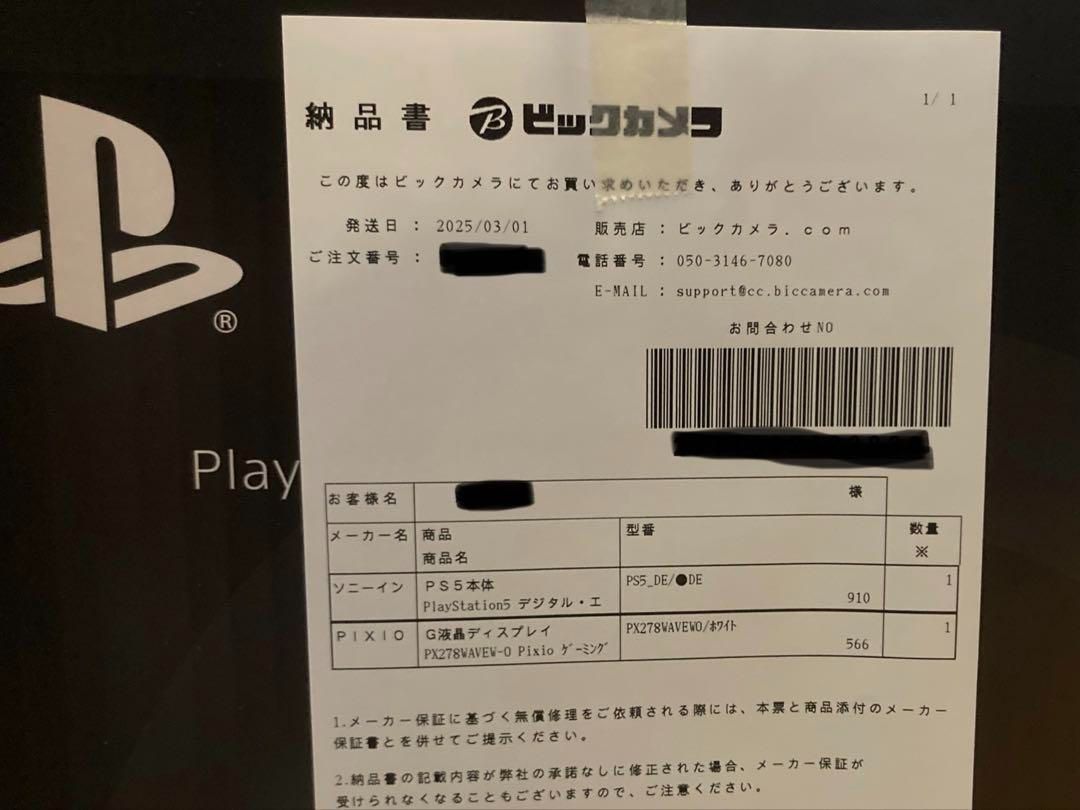 納品書 ビックカメラ
1/ 1
この度はビックカメラにてお買い求めいただき、ありがとうございます。
発送日 : 2025/03/01
販売店 : ビックカメラ.com
ご注文番号 :
電話番号 : 050-3146-7080
E-MAIL : support@cc.biccamera.com
お問合わせNO
®
Play
お客様名 様
メーカー名 商品 型番 数量
商品名 ※
ソニーイン PS5本体 PS5_DE/●DE 1
PlayStation5 デジタル・エ 910
PIXIO G液晶ディスプレイ PX278WAVEWO/ホワイト 1
PX278WAVEW-O Pixio ゲーミング 566
1.メーカー保証に基づく無償修理をご依頼される際には、本票と商品添付のメーカー
保証書とを併せてご提示ください。
2.納品書の記載内容が弊社の承諾なしに修正された場合、メーカー保証が
受けられなくなることもございますので、ご注意ください。